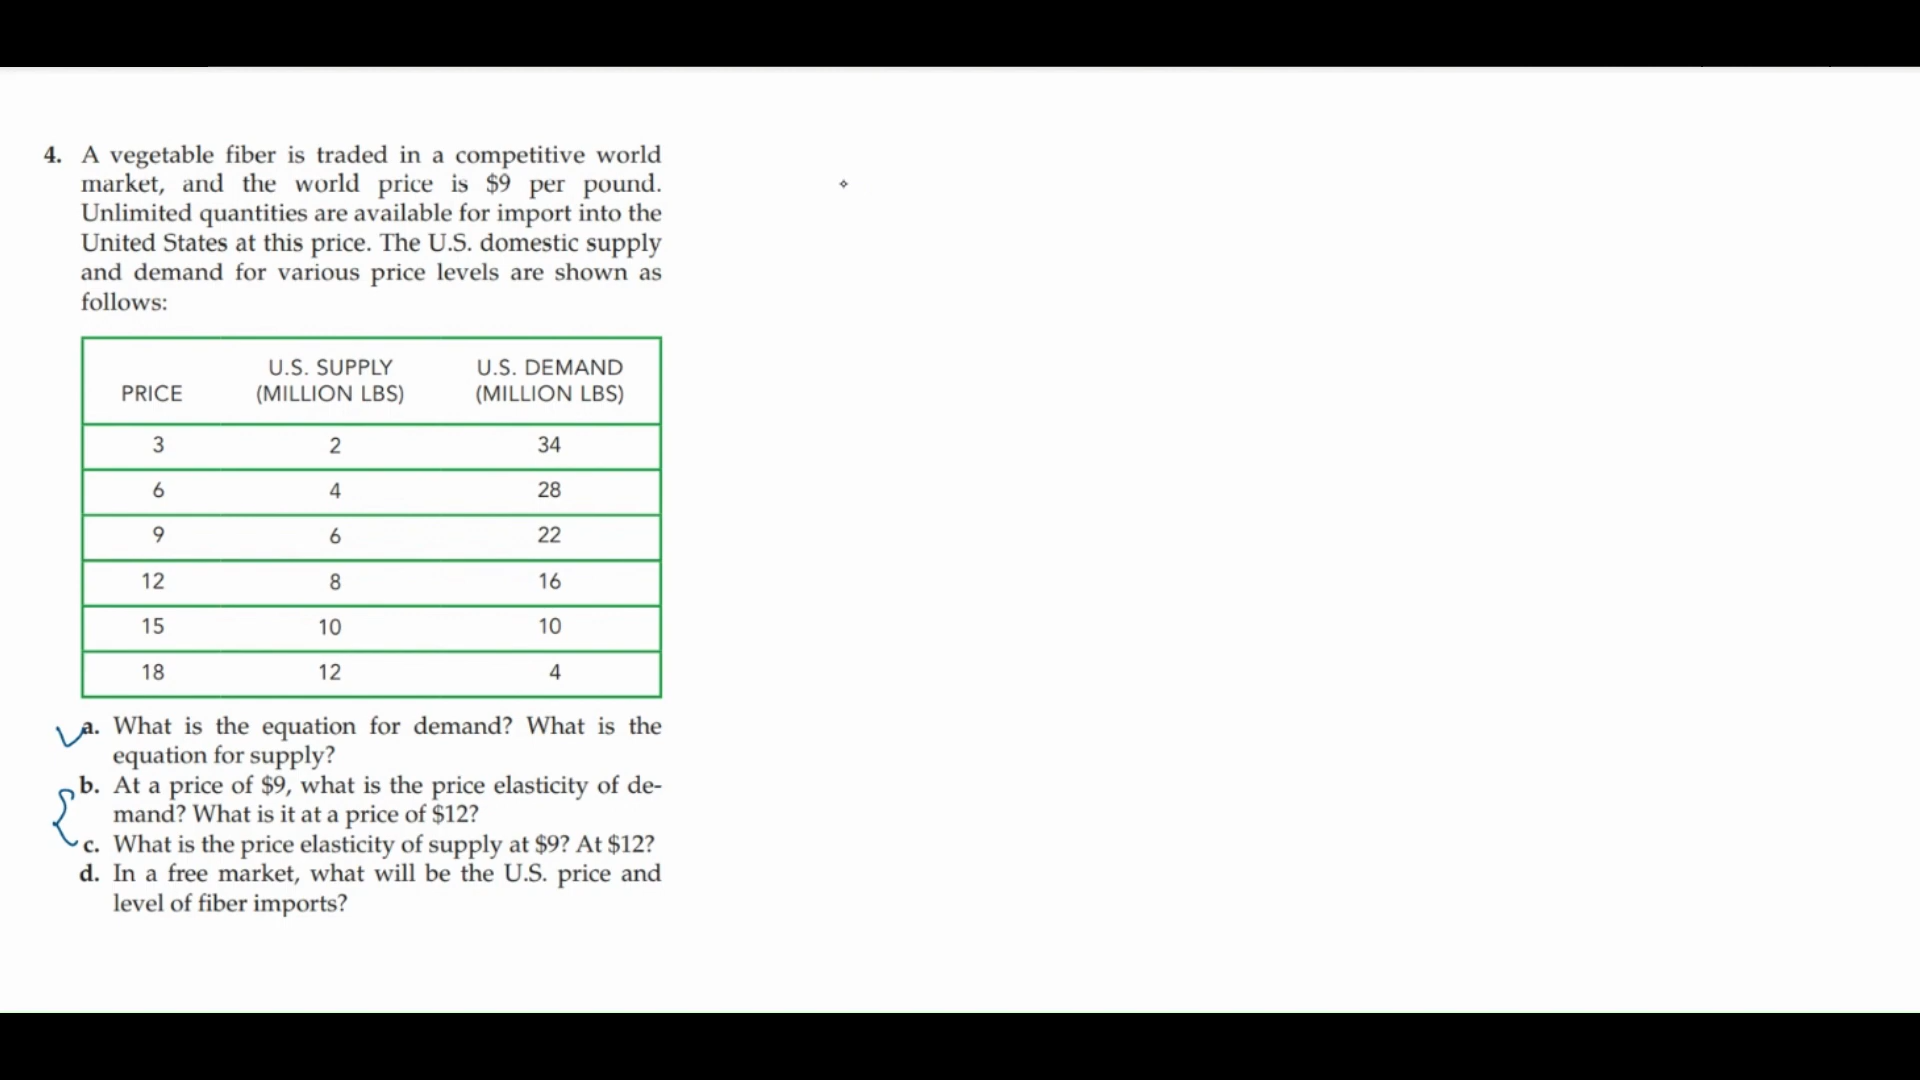 4. A vegetable fiber is traded in a competitive world
market, and the world price is $9 per pound.
Unlimited quantities are available for import into the
United States at this price. The U.S. domestic supply
and demand for various price levels are shown as
follows:
PRICE U.S. SUPPLY (MILLION LBS) U.S. DEMAND (MILLION LBS)
3 2 34
6 4 28
9 6 22
12 8 16
15 10 10
18 12 4
a. What is the equation for demand? What is the
equation for supply?
b. At a price of $9, what is the price elasticity of de-
mand? What is it at a price of $12?
c. What is the price elasticity of supply at $9? At $12?
d. In a free market, what will be the U.S. price and
level of fiber imports?